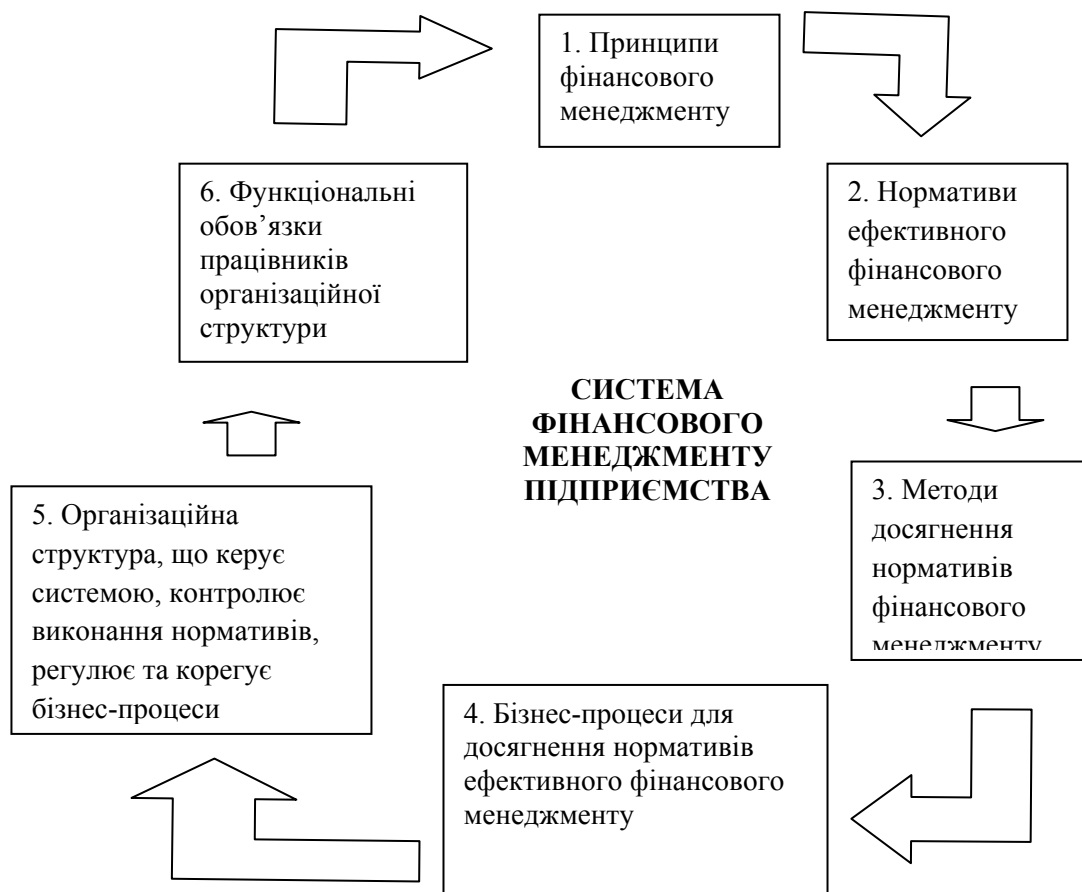 1. Принципи
фінансового
менеджменту
2. Нормативи
ефективного
фінансового
менеджменту
3. Методи
досягнення
нормативів
фінансового
менеджменту
4. Бізнес-процеси для
досягнення нормативів
ефективного фінансового
менеджменту
5. Організаційна
структура, що керує
системою, контролює
виконання нормативів,
регулює та корегує
бізнес-процеси
6. Функціональні
обов’язки
працівників
організаційної
структури
СИСТЕМА
ФІНАНСОВОГО
МЕНЕДЖМЕНТУ
ПІДПРИЄМСТВА